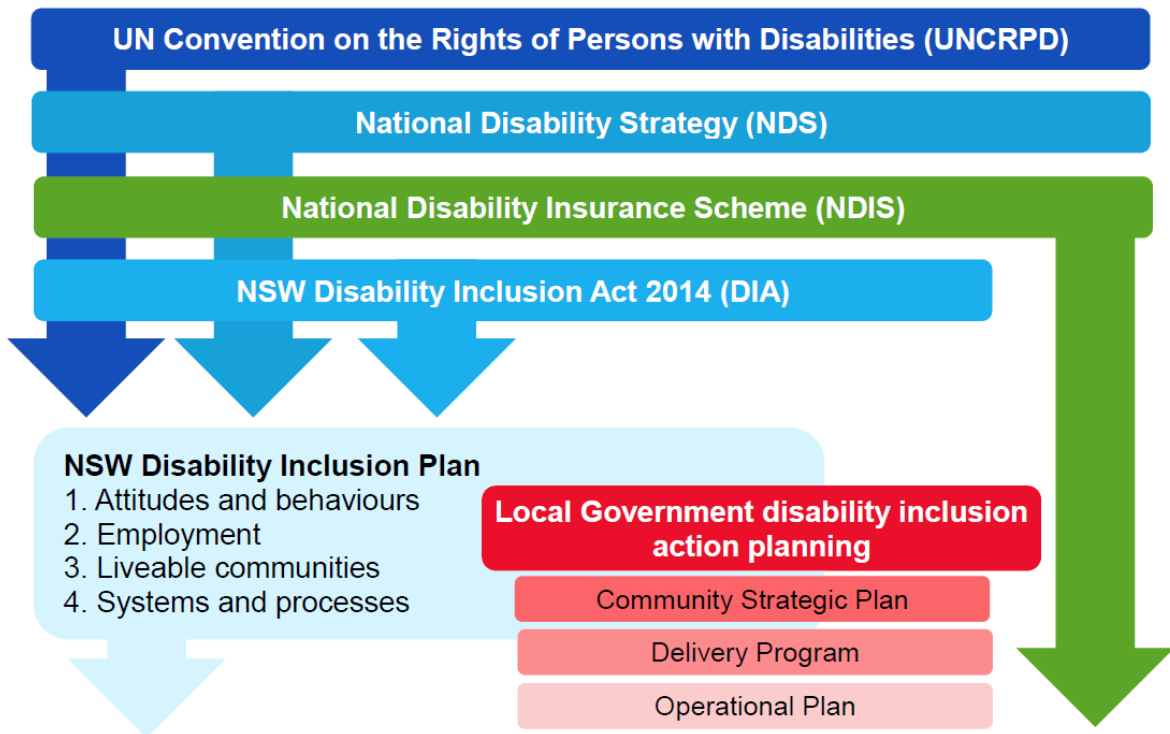 UN Convention on the Rights of Persons with Disabilities (UNCRPD)
National Disability Strategy (NDS)
National Disability Insurance Scheme (NDIS)
NSW Disability Inclusion Act 2014 (DIA)
NSW Disability Inclusion Plan
1. Attitudes and behaviours
2. Employment
3. Liveable communities
4. Systems and processes
Local Government disability inclusion
action planning
Community Strategic Plan
Delivery Program
Operational Plan